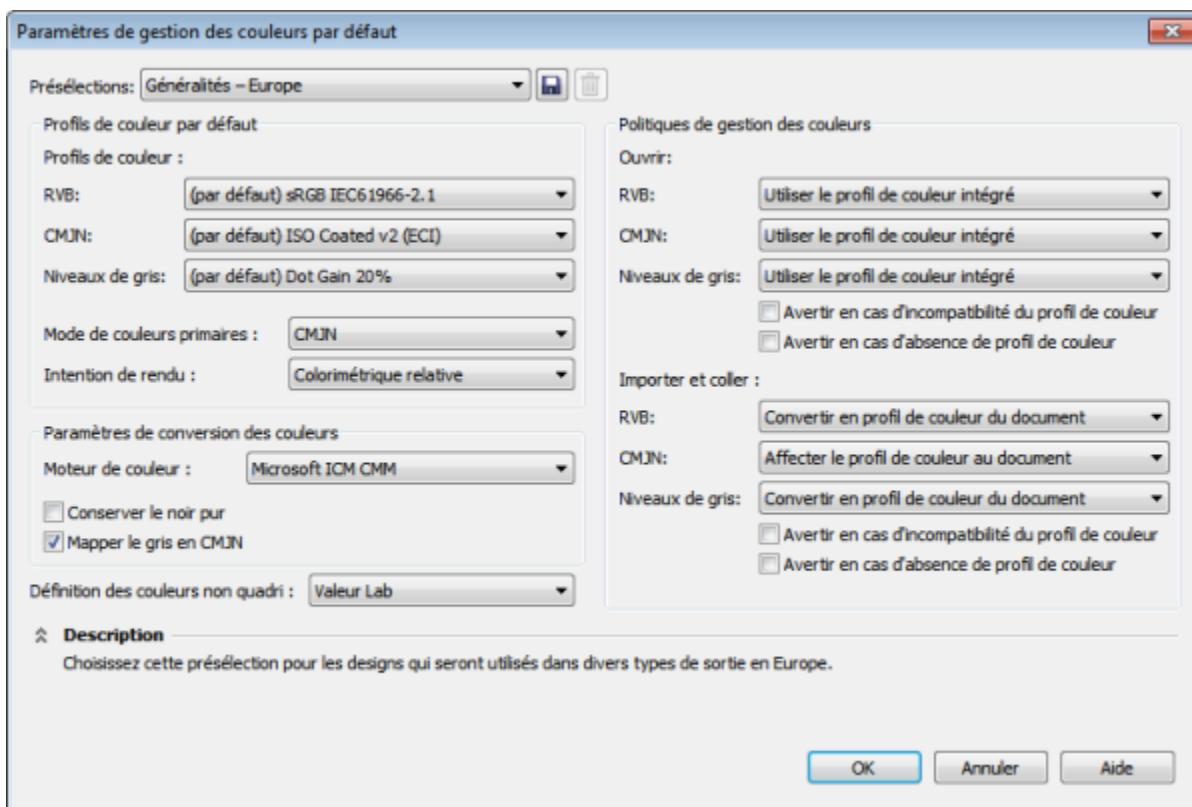 Paramètres de gestion des couleurs par défaut
Présélections: Généralités – Europe
Profils de couleur par défaut
Profils de couleur :
RVB: (par défaut) sRGB IEC61966-2.1
CMJN: (par défaut) ISO Coated v2 (ECI)
Niveaux de gris: (par défaut) Dot Gain 20%
Mode de couleurs primaires : CMJN
Intention de rendu : Colorimétrique relative
Paramètres de conversion des couleurs
Moteur de couleur : Microsoft ICM CMM
Conserver le noir pur
Mapper le gris en CMJN
Définition des couleurs non quadri : Valeur Lab
Politiques de gestion des couleurs
Ouvrir:
RVB: Utiliser le profil de couleur intégré
CMJN: Utiliser le profil de couleur intégré
Niveaux de gris: Utiliser le profil de couleur intégré
Avertir en cas d'incompatibilité du profil de couleur
Avertir en cas d'absence de profil de couleur
Importer et coller :
RVB: Convertir en profil de couleur du document
CMJN: Affecter le profil de couleur au document
Niveaux de gris: Convertir en profil de couleur du document
Avertir en cas d'incompatibilité du profil de couleur
Avertir en cas d'absence de profil de couleur
Description
Choisissez cette présélection pour les designs qui seront utilisés dans divers types de sortie en Europe.
OK Annuler Aide